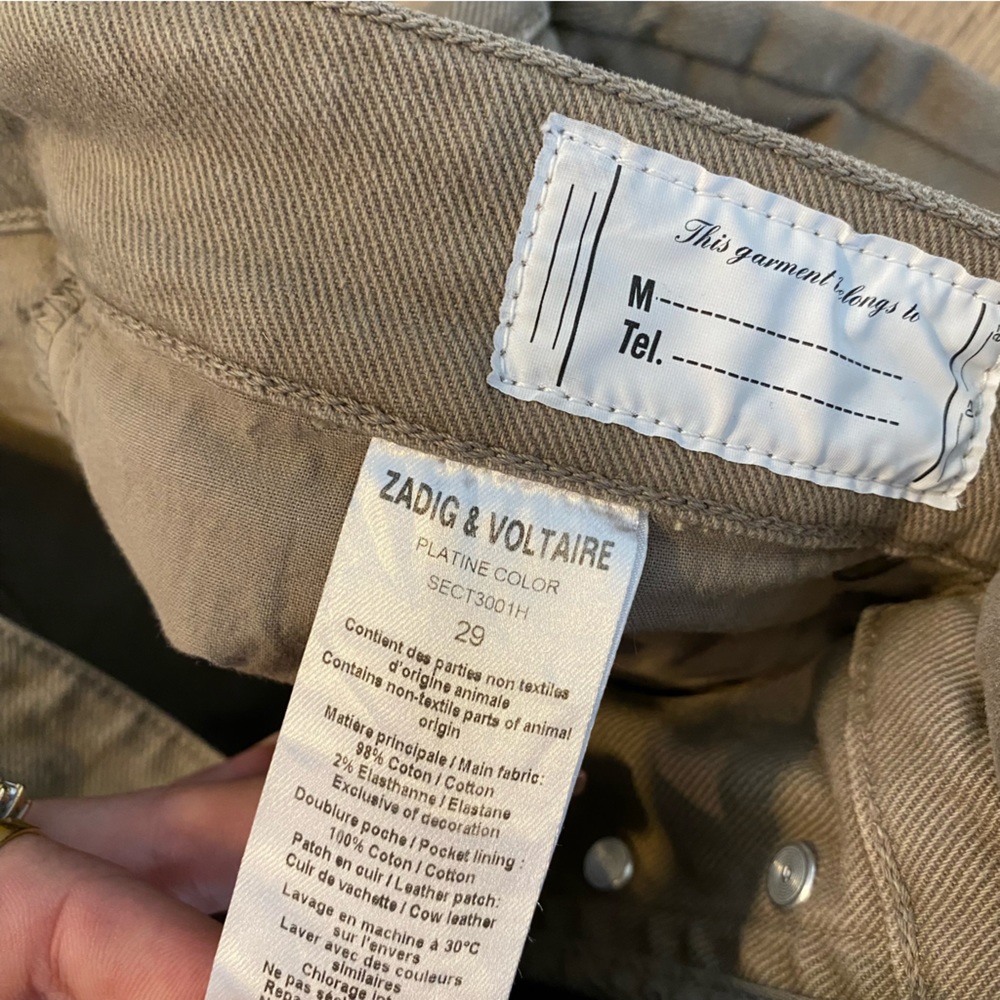 This garment belongs to
M
Tel.
ZADIG & VOLTAIRE
PLATINE COLOR
SECT3001H
29
Contient des parties non textiles
d'origine animale
Contains non-textile parts of animal
origin
Matière principale / Main fabric:
98% Coton / Cotton
2% Elasthanne / Elastane
Exclusive of decoration
Doublure poche / Pocket lining :
100% Coton / Cotton
Patch en cuir / Leather patch:
Cuir de vachette / Cow leather
Lavage en machine à 30°C
sur l'envers
Laver avec des couleurs
similaires
Chlorage
Ne pas